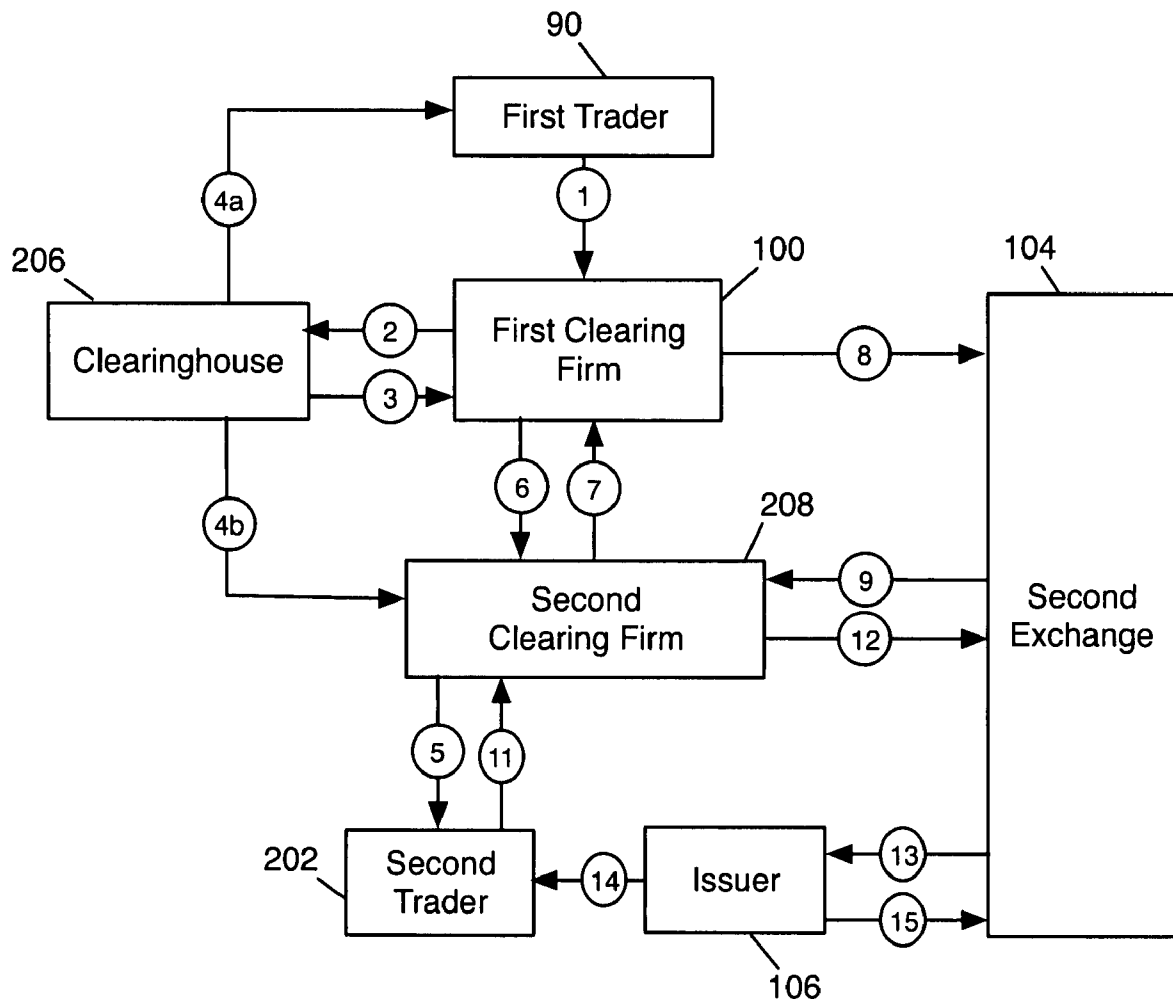 90
First Trader
1
4a
206
100
104
Clearinghouse
2
3
First Clearing
Firm
8
6
7
4b
208
Second
Clearing Firm
9
12
Second
Exchange
5
11
202
Second
Trader
14
Issuer
13
15
106